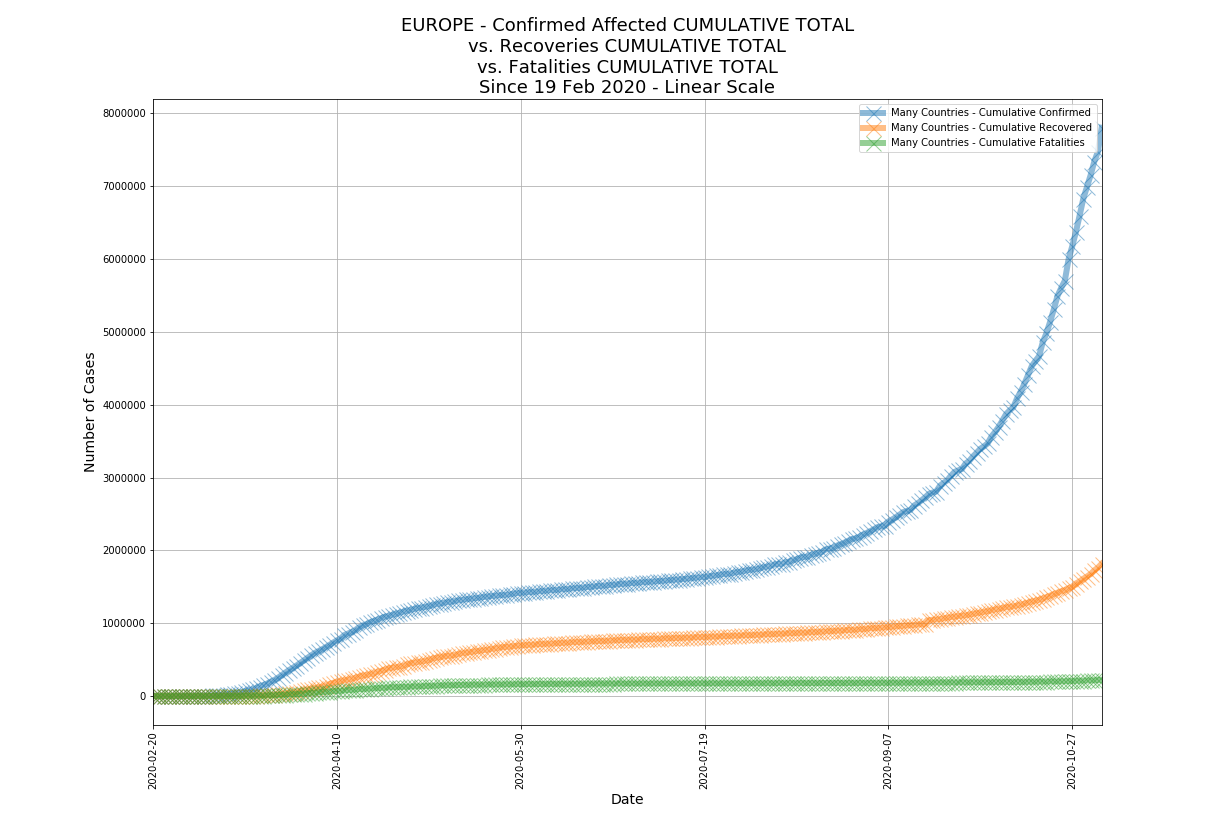 EUROPE - Confirmed Affected CUMULATIVE TOTAL
vs. Recoveries CUMULATIVE TOTAL
vs. Fatalities CUMULATIVE TOTAL
Since 19 Feb 2020 - Linear Scale
Many Countries - Cumulative Confirmed
Many Countries - Cumulative Recovered
Many Countries - Cumulative Fatalities
Number of Cases
8000000
7000000
6000000
5000000
4000000
3000000
2000000
1000000
0
2020-02-20
2020-04-10
2020-05-30
2020-07-19
2020-09-07
2020-10-27
Date